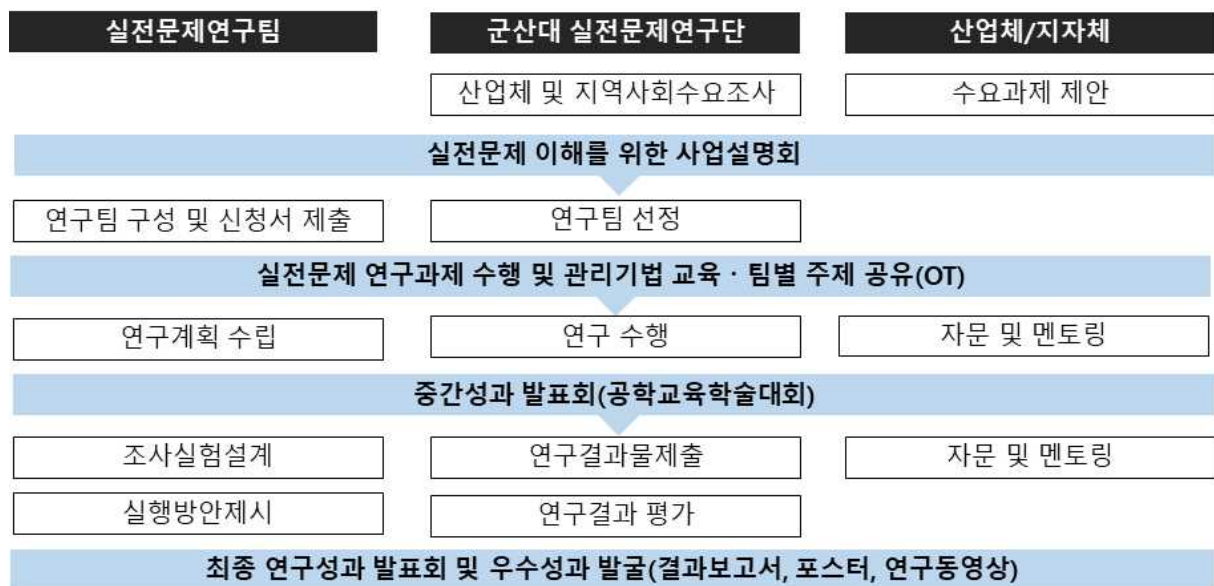 실전문제연구팀
군산대 실전문제연구단
산업체/지자체
산업체 및 지역사회수요조사
수요과제 제안
실전문제 이해를 위한 사업설명회
연구팀 구성 및 신청서 제출
연구팀 선정
실전문제 연구과제 수행 및 관리기법 교육 · 팀별 주제 공유(OT)
연구계획 수립
연구 수행
자문 및 멘토링
중간성과 발표회(공학교육학술대회)
조사실험설계
연구결과물제출
자문 및 멘토링
실행방안제시
연구결과 평가
최종 연구성과 발표회 및 우수성과 발굴(결과보고서, 포스터, 연구동영상)